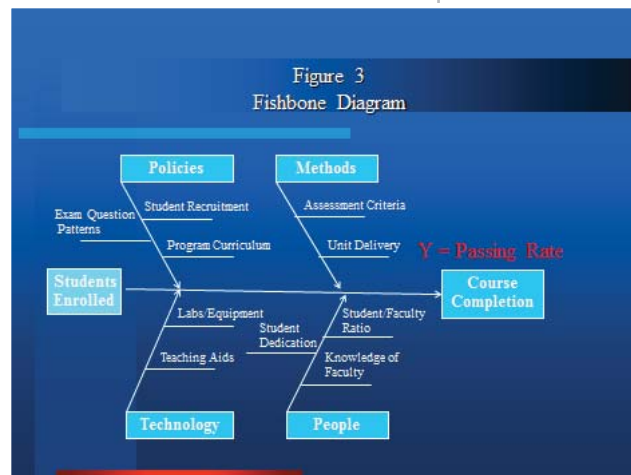 Figure 3
Fishbone Diagram
Policies
Methods
Student Recruitment
Assessment Criteria
Exam Question
Patterns
Program Curriculum
Unit Delivery
Y = Passing Rate
Students
Enrolled
Course
Completion
Labs/Equipment
Student/Faculty
Ratio
Student
Dedication
Teaching Aids
Knowledge of
Faculty
Technology
People